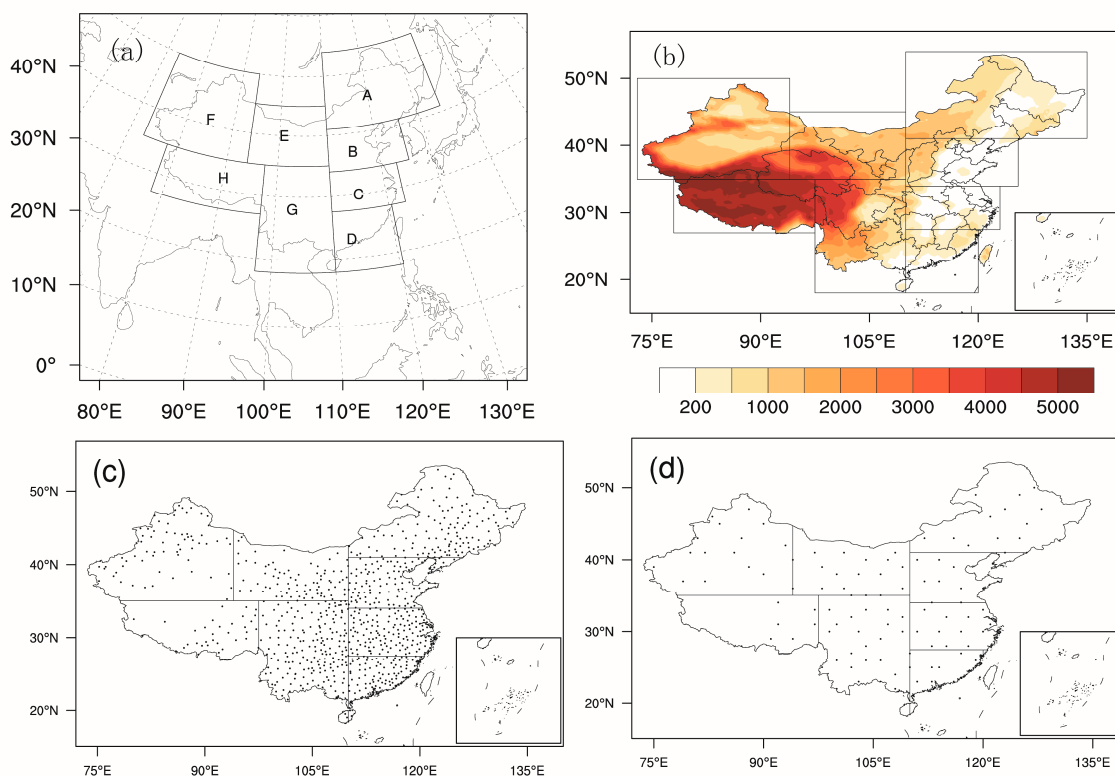 (a)
40°N
30°N
20°N
10°N
0°
80°E 90°E 100°E 110°E 120°E 130°E
A
F
E
B
H
C
G
D
(b)
50°N
40°N
30°N
20°N
75°E 90°E 105°E 120°E 135°E
200 1000 2000 3000 4000 5000
(c)
50°N
40°N
30°N
20°N
75°E 90°E 105°E 120°E 135°E
(d)
50°N
40°N
30°N
20°N
75°E 90°E 105°E 120°E 135°E